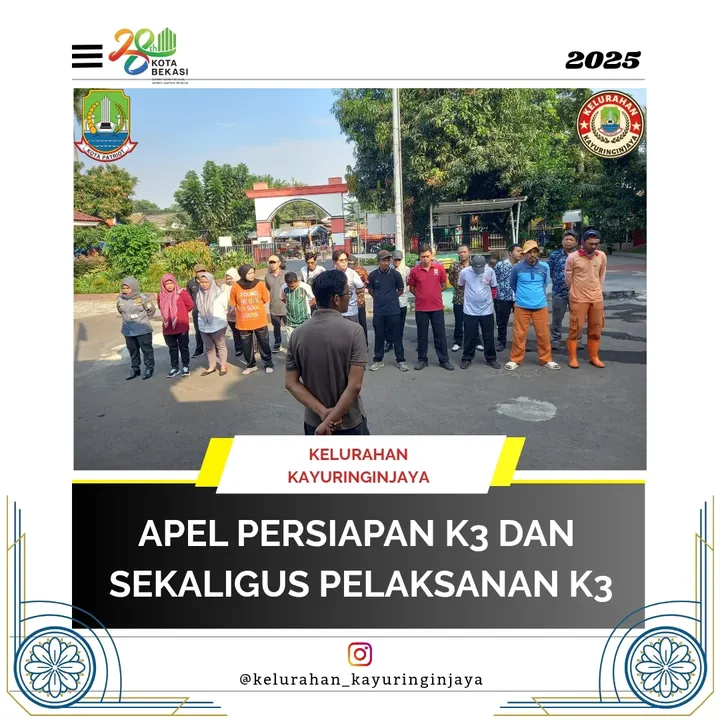 28th
KOTA
BEKASI
2025
KOTA PATRIOT
KELURAHAN
KAYURINGINJAYA
KELURAHAN
KAYURINGINJAYA
APEL PERSIAPAN K3 DAN
SEKALIGUS PELAKSANAN K3
@kelurahan_kayuringinjaya